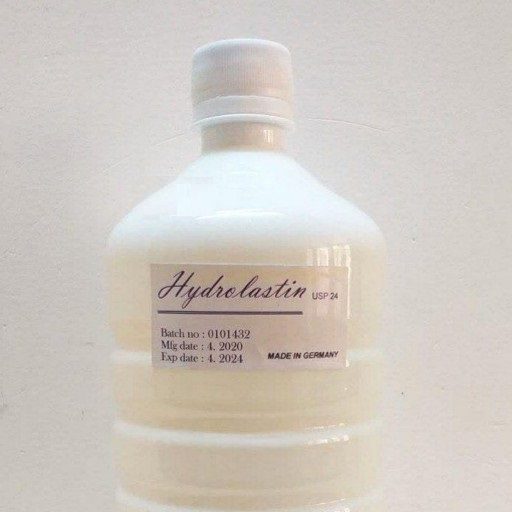 Hydrolastin USP 24
Batch no : 0101432
Mfg date : 4. 2020
Exp date : 4. 2024
MADE IN GERMANY